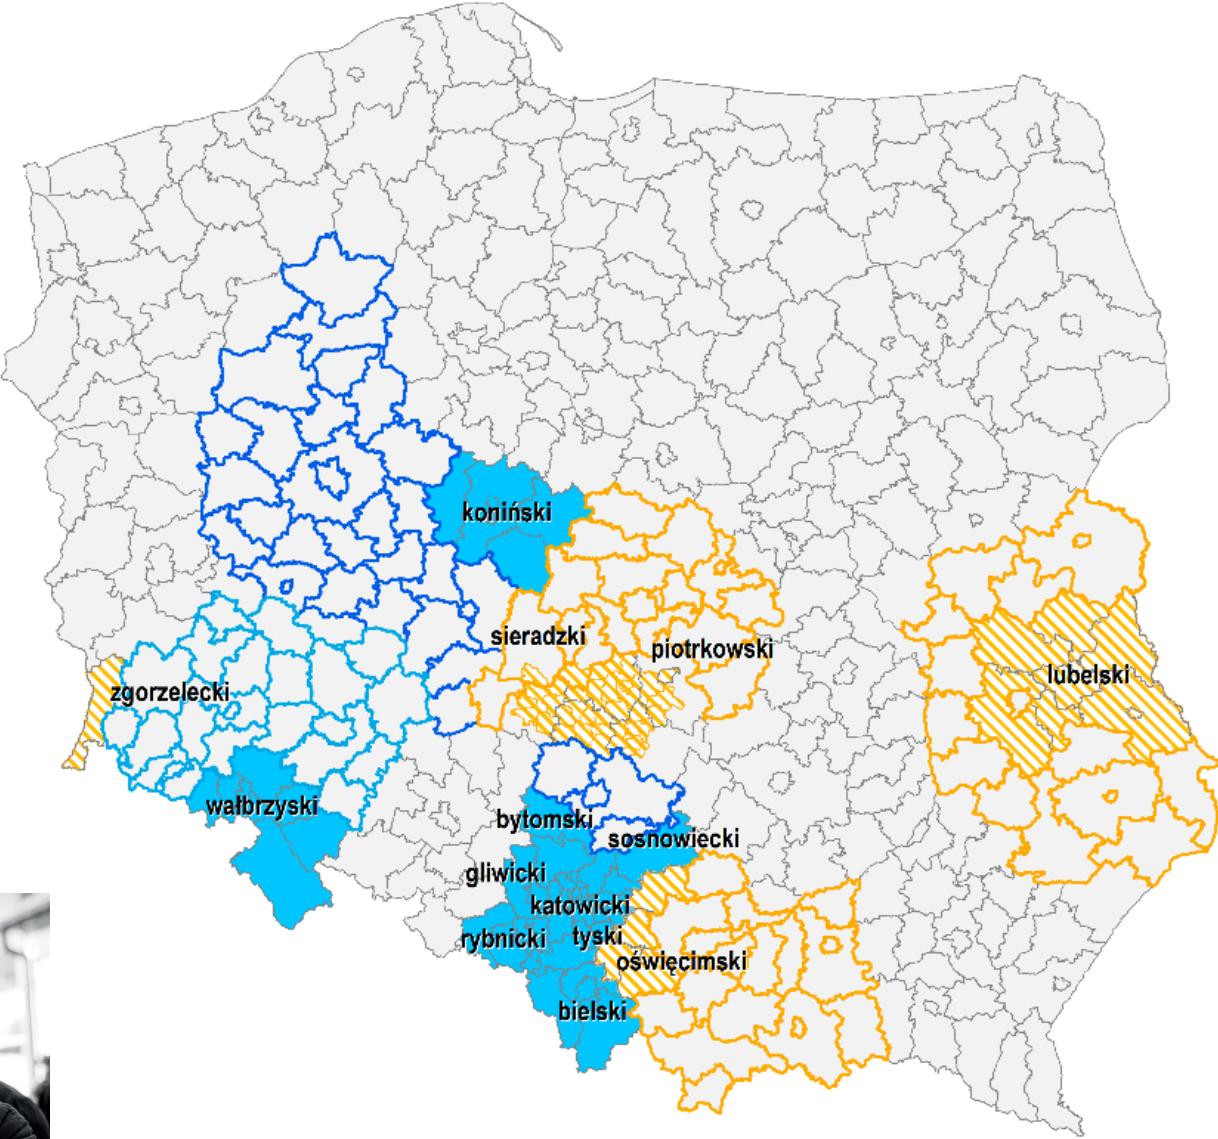 koniński
sieradzki
piotrkowski
lubelski
zgorzelecki
wałbrzyski
bytomski
sosnowiecki
gliwicki
katowicki
rybnicki
tyski
oświęcimski
bielski